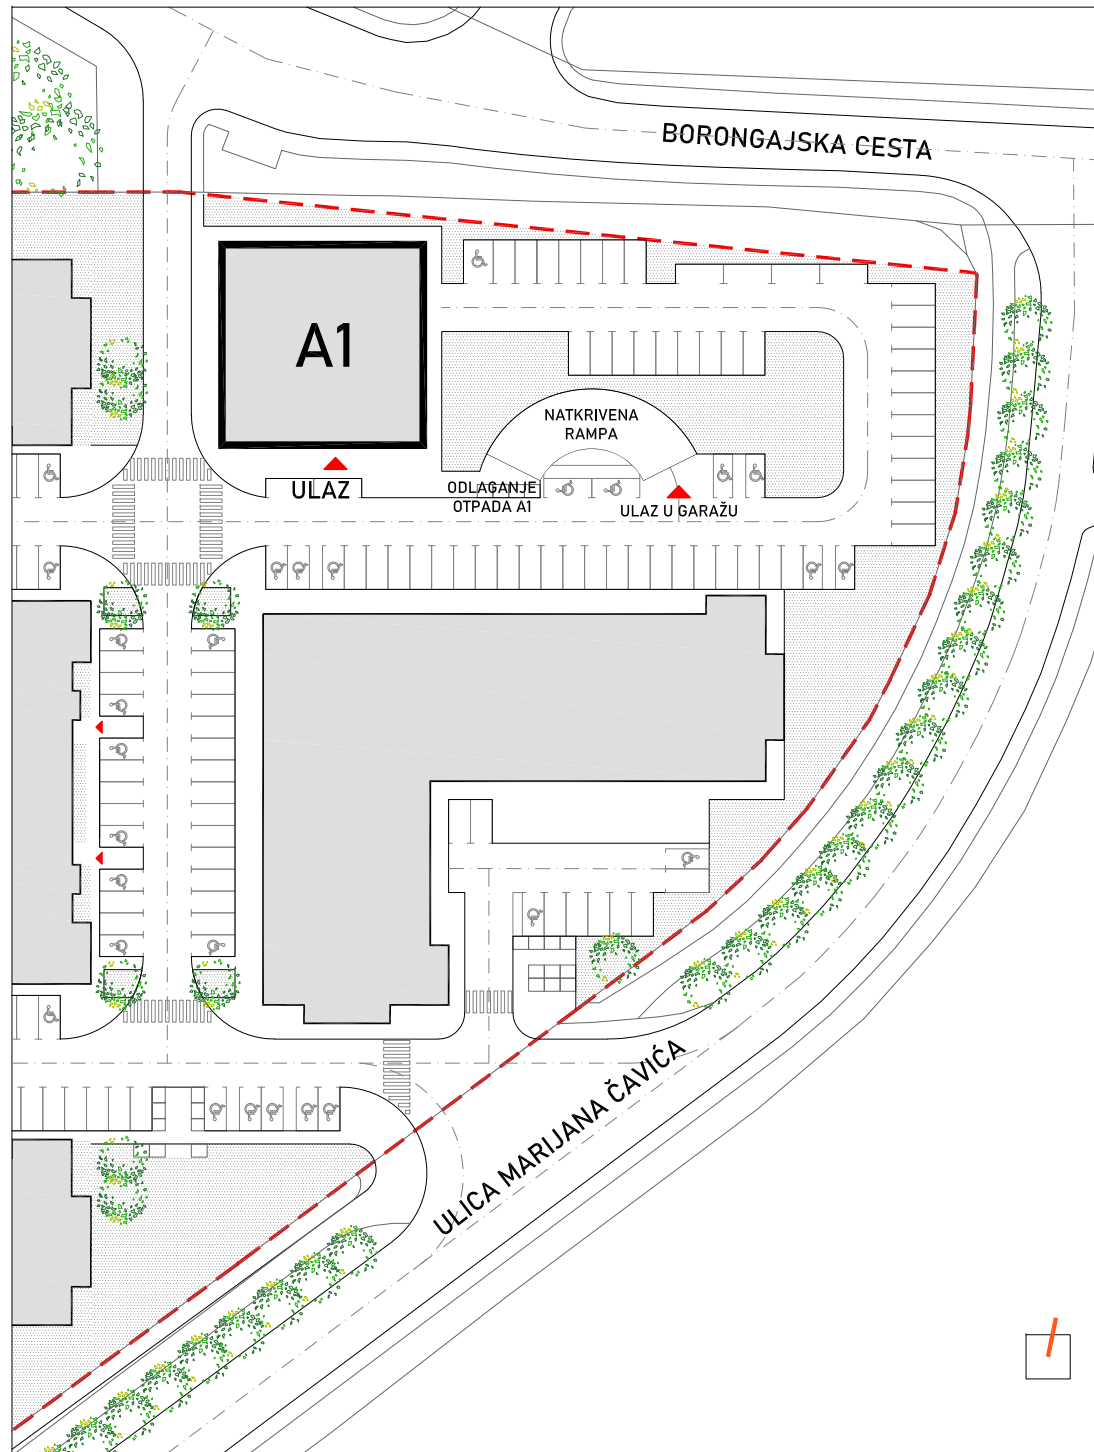 BORONGAJSKA CESTA
A1
NATKRIVENA
RAMPA
ULAZ
ODLAGANJE
OTPADA A1
ULAZ U GARAŽU
ULICA MARIJANA ČAVIĆA